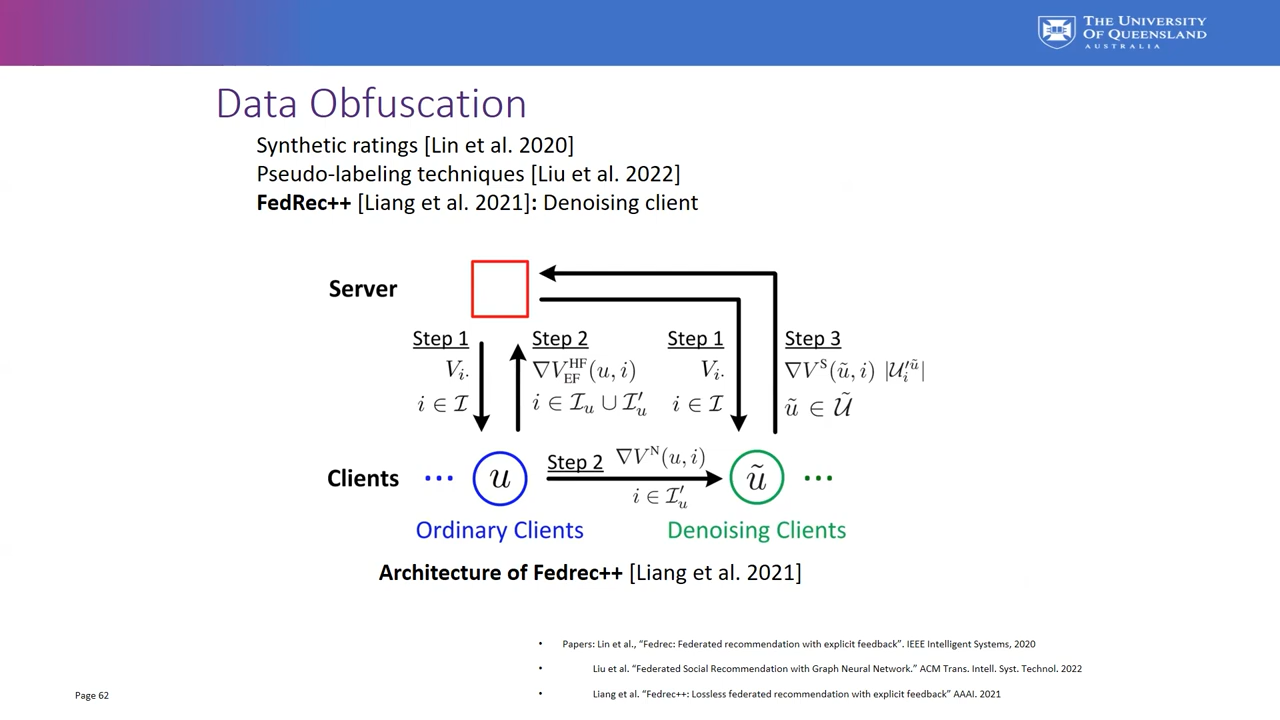 THE UNIVERSITY
OF QUEENSLAND
AUSTRALIA
Data Obfuscation
Synthetic ratings [Lin et al. 2020]
Pseudo-labeling techniques [Liu et al. 2022]
FedRec++ [Liang et al. 2021]: Denoising client
Server
Step 1
V_i.
i ∈ I
Step 2
∇V_EF^HF(u, i)
i ∈ I_u ∪ I'_u
Step 1
V_i.
i ∈ I
Step 3
∇V^S(ũ, i) |U'^ũ_i|
ũ ∈ Ũ
Clients
... u
Step 2 ∇V^N(u, i)
i ∈ I'_u
ũ ...
Ordinary Clients
Denoising Clients
Architecture of Fedrec++ [Liang et al. 2021]
• Papers: Lin et al., “Fedrec: Federated recommendation with explicit feedback”. IEEE Intelligent Systems, 2020
• Liu et al. “Federated Social Recommendation with Graph Neural Network.” ACM Trans. Intell. Syst. Technol. 2022
• Liang et al. “Fedrec++: Lossless federated recommendation with explicit feedback” AAAI. 2021
Page 62